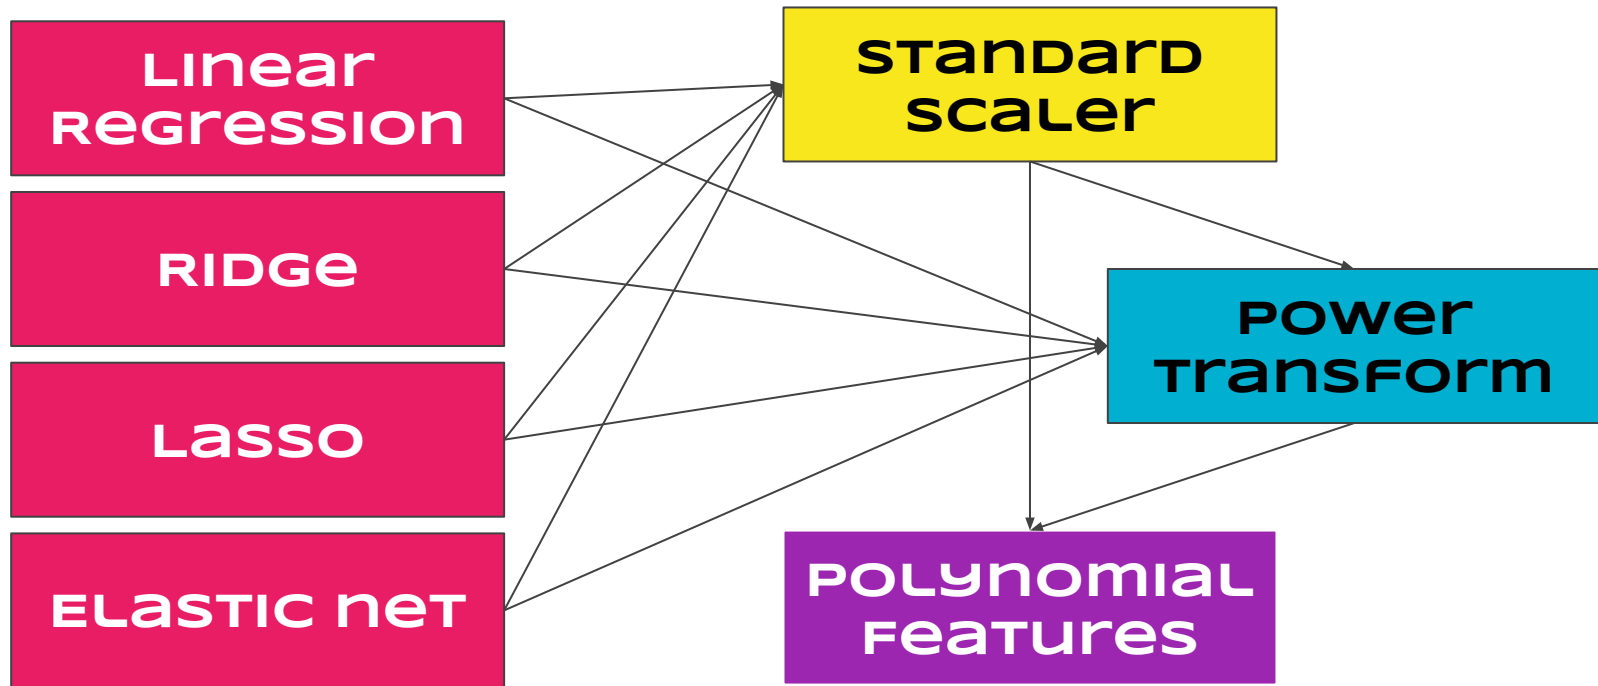 Linear
Regression
Ridge
Lasso
Elastic Net
Standard
Scaler
Power
Transform
Polynomial
Features